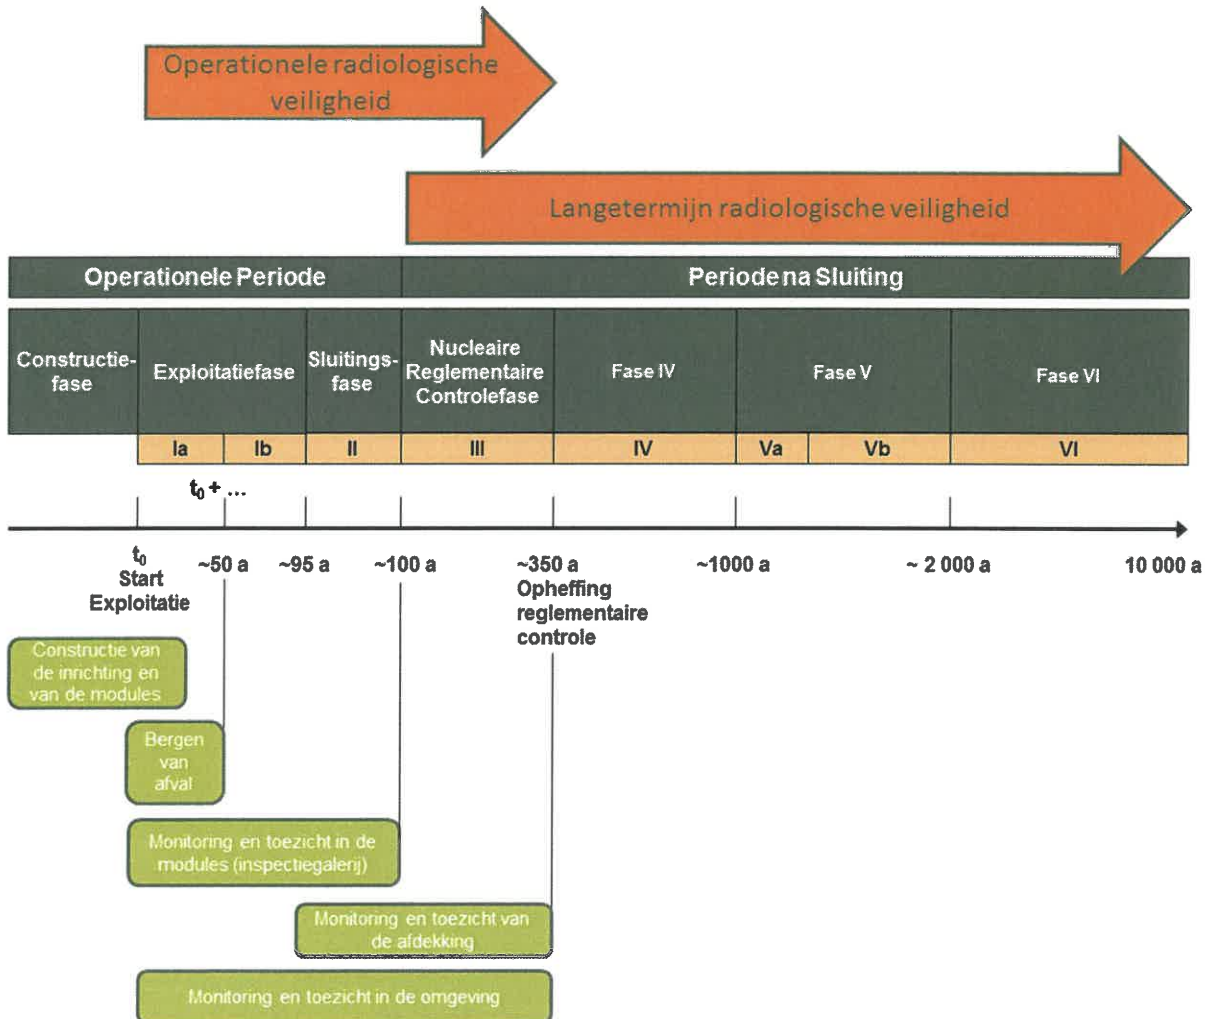 Operationele radiologische
veiligheid
Langetermijn radiologische veiligheid
Operationele Periode
Periode na Sluiting
Constructie-
fase
Exploitatiefase
Sluitings-
fase
Nucleaire
Reglementaire
Controlefase
Fase IV
Fase V
Fase VI
Ia
Ib
II
III
IV
Va
Vb
VI
t₀ + ...
t₀
Start
Exploitatie
~50 a
~95 a
~100 a
~350 a
Opheffing
reglementaire
controle
~1000 a
~ 2 000 a
10 000 a
Constructie van
de inrichting en
van de modules
Bergen
van
afval
Monitoring en toezicht in de
modules (inspectiegalerij)
Monitoring en toezicht van
de afdekking
Monitoring en toezicht in de omgeving